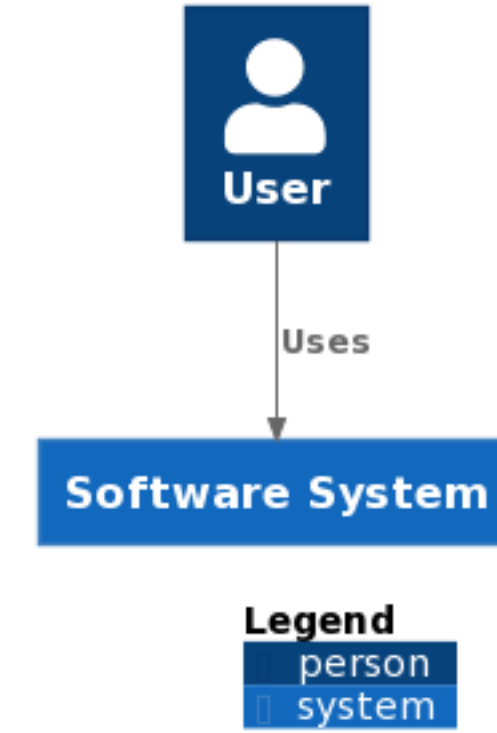 User
Uses
Software System
Legend
person
system